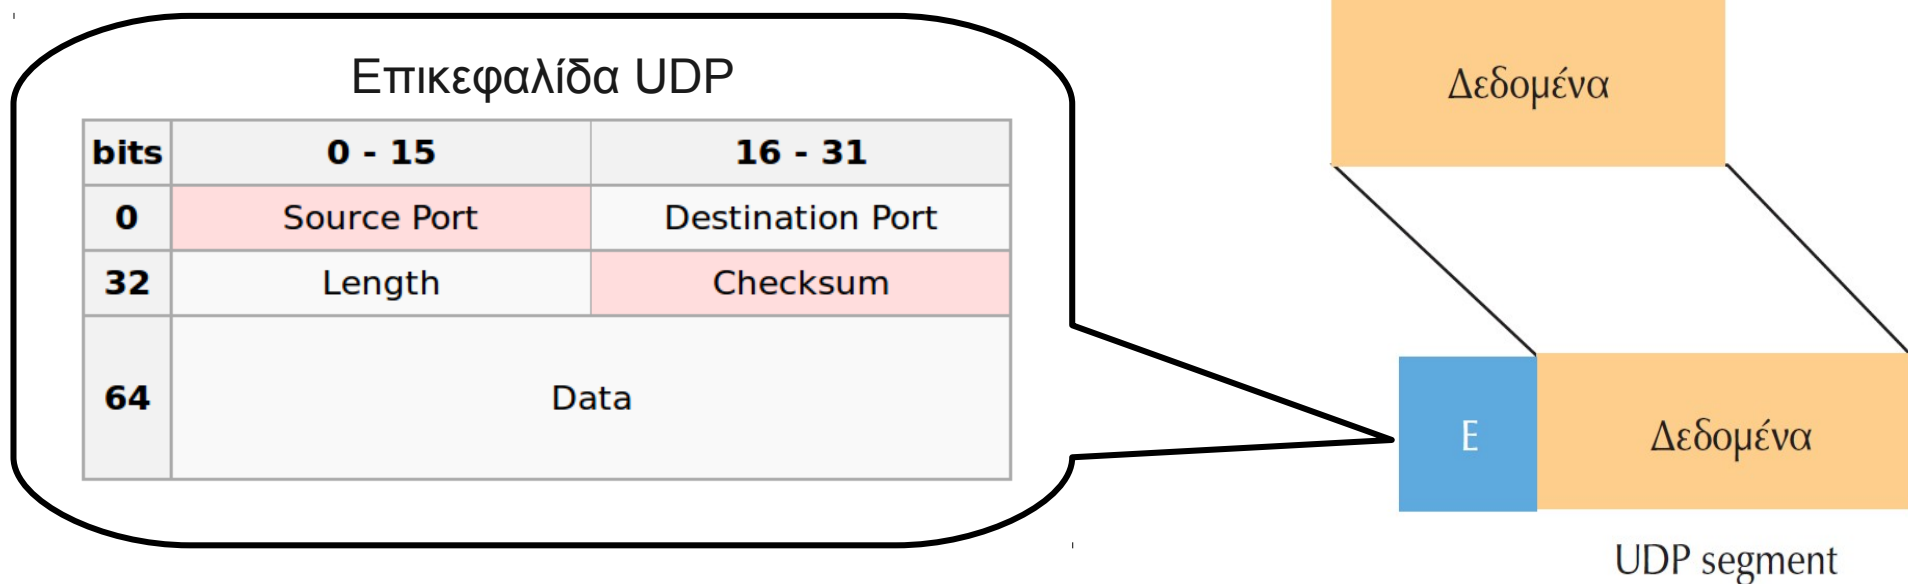 Επικεφαλίδα UDP
bits 0 - 15 16 - 31
0 Source Port Destination Port
32 Length Checksum
64 Data
Δεδομένα
E Δεδομένα
UDP segment